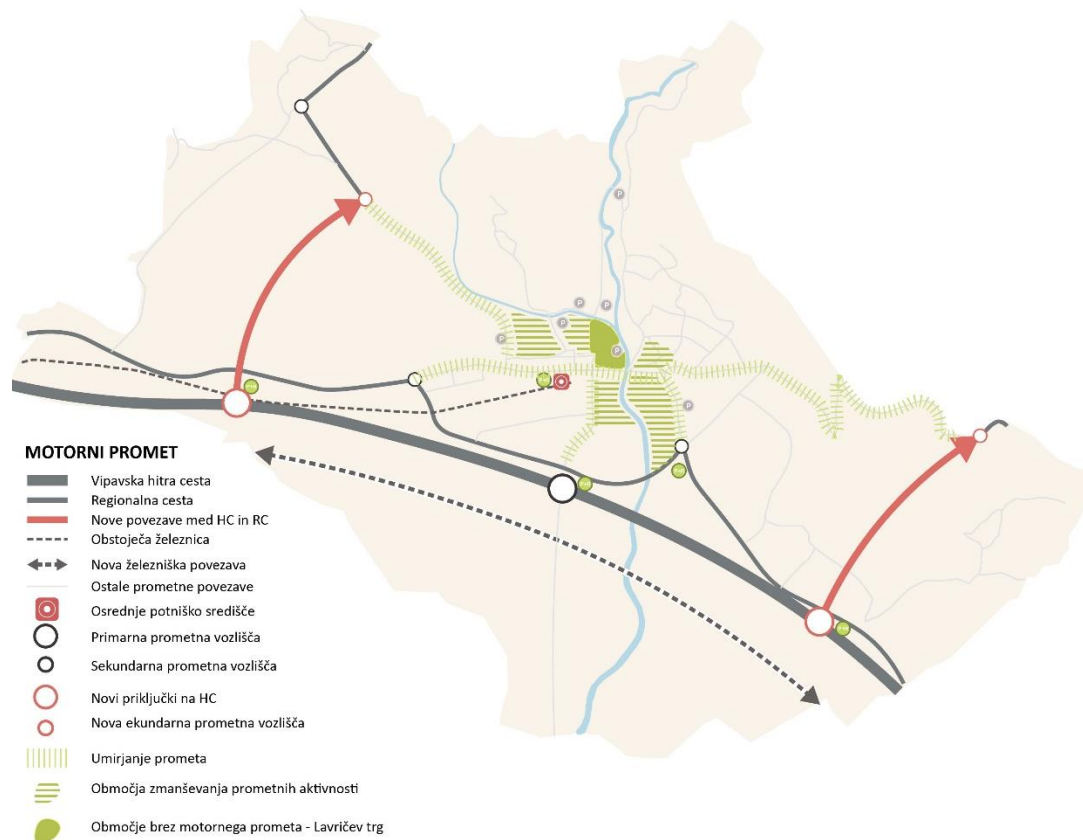 P
P
P
P
P
P
P
MOTORNI PROMET
Vipavska hitra cesta
Regionalna cesta
Nove povezave med HC in RC
Obstoječa železnica
Nova železniška povezava
Ostale prometne povezave
Osrednje potniško središče
Primarna prometna vozlišča
Sekundarna prometna vozlišča
Novi priključki na HC
Nova ekundarna prometna vozlišča
Umirjanje prometa
Območja zmanševanja prometnih aktivnosti
Območje brez motornega prometa - Lavričev trg